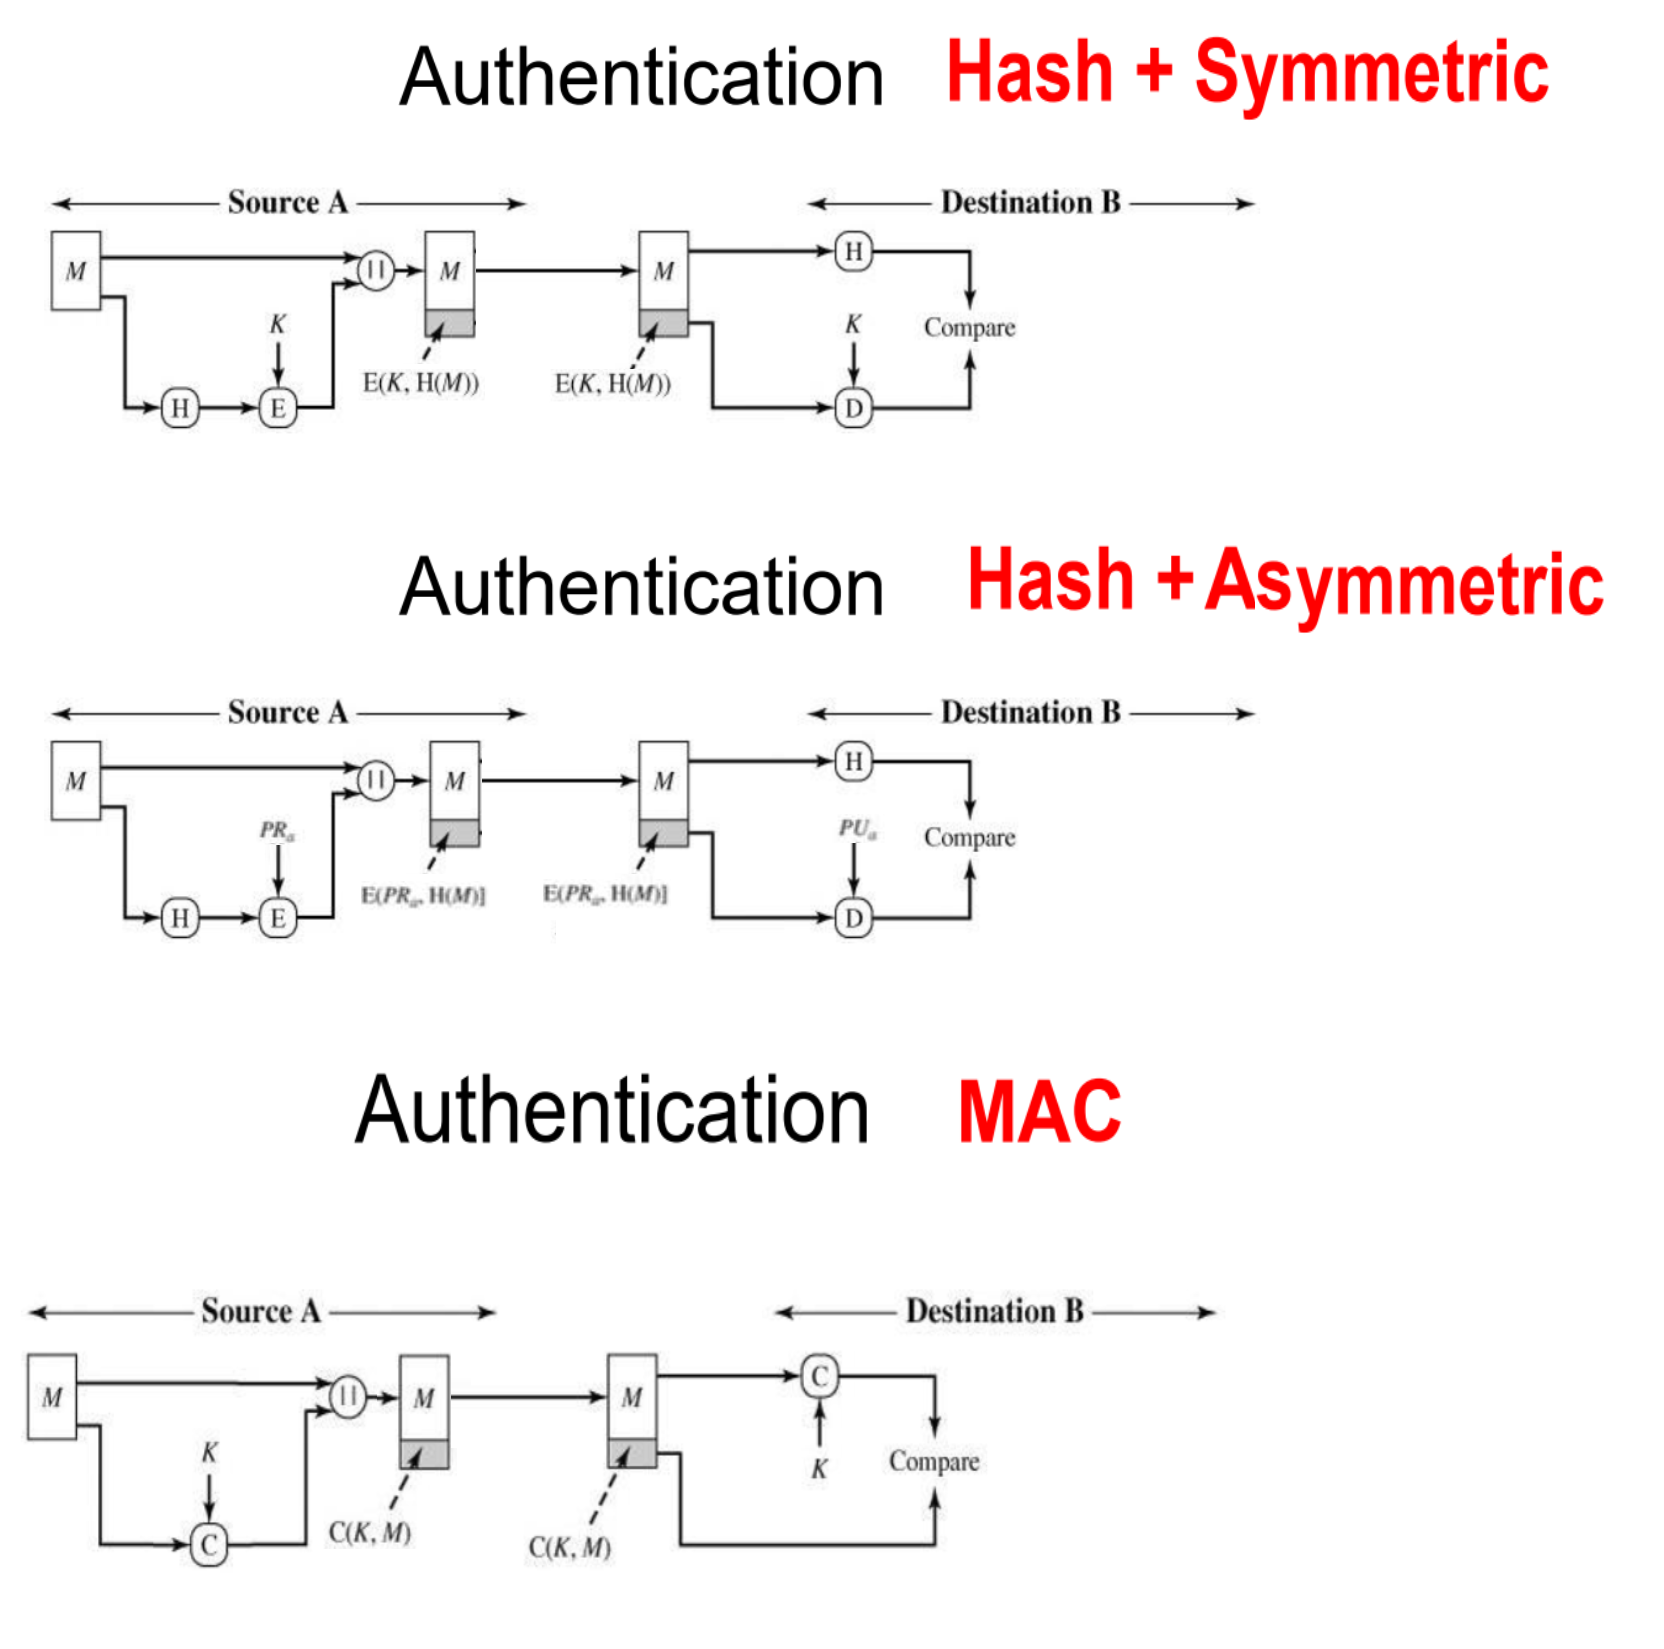 Authentication Hash + Symmetric
Source A Destination B
M || M M H
K K Compare
E(K, H(M)) E(K, H(M))
H E D
Authentication Hash + Asymmetric
Source A Destination B
M || M M H
PRa PUa Compare
E(PRa, H(M)] E(PRa, H(M)]
H E D
Authentication MAC
Source A Destination B
M || M M C
K K Compare
C C(K, M) C(K, M)